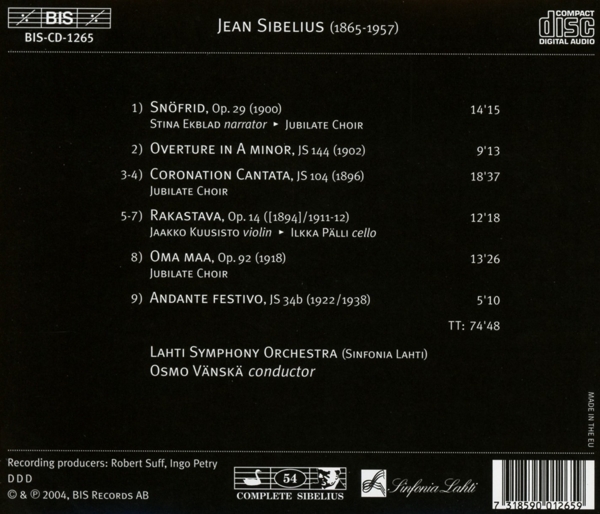 BIS
BIS-CD-1265
JEAN SIBELIUS (1865-1957)
COMPACT
disc
DIGITAL AUDIO
1) SNÖFRID, Op. 29 (1900) 14'15
STINA EKBLAD narrator ▸ JUBILATE CHOIR
2) OVERTURE IN A MINOR, JS 144 (1902) 9'13
3-4) CORONATION CANTATA, JS 104 (1896) 18'37
JUBILATE CHOIR
5-7) RAKASTAVA, Op. 14 ([1894]/1911-12) 12'18
JAAKKO KUUSISTO violin ▸ ILKKA PÄLLI cello
8) OMA MAA, Op. 92 (1918) 13'26
JUBILATE CHOIR
9) ANDANTE FESTIVO, JS 34b (1922/1938) 5'10
TT: 74'48
LAHTI SYMPHONY ORCHESTRA (SINFONIA LAHTI)
OSMO VÄNSKÄ conductor
MADE IN THE EU
Recording producers: Robert Suff, Ingo Petry
DDD
© & ℗ 2004, BIS RECORDS AB
54
COMPLETE SIBELIUS
Sinfonia Lahti
7 318590 012659